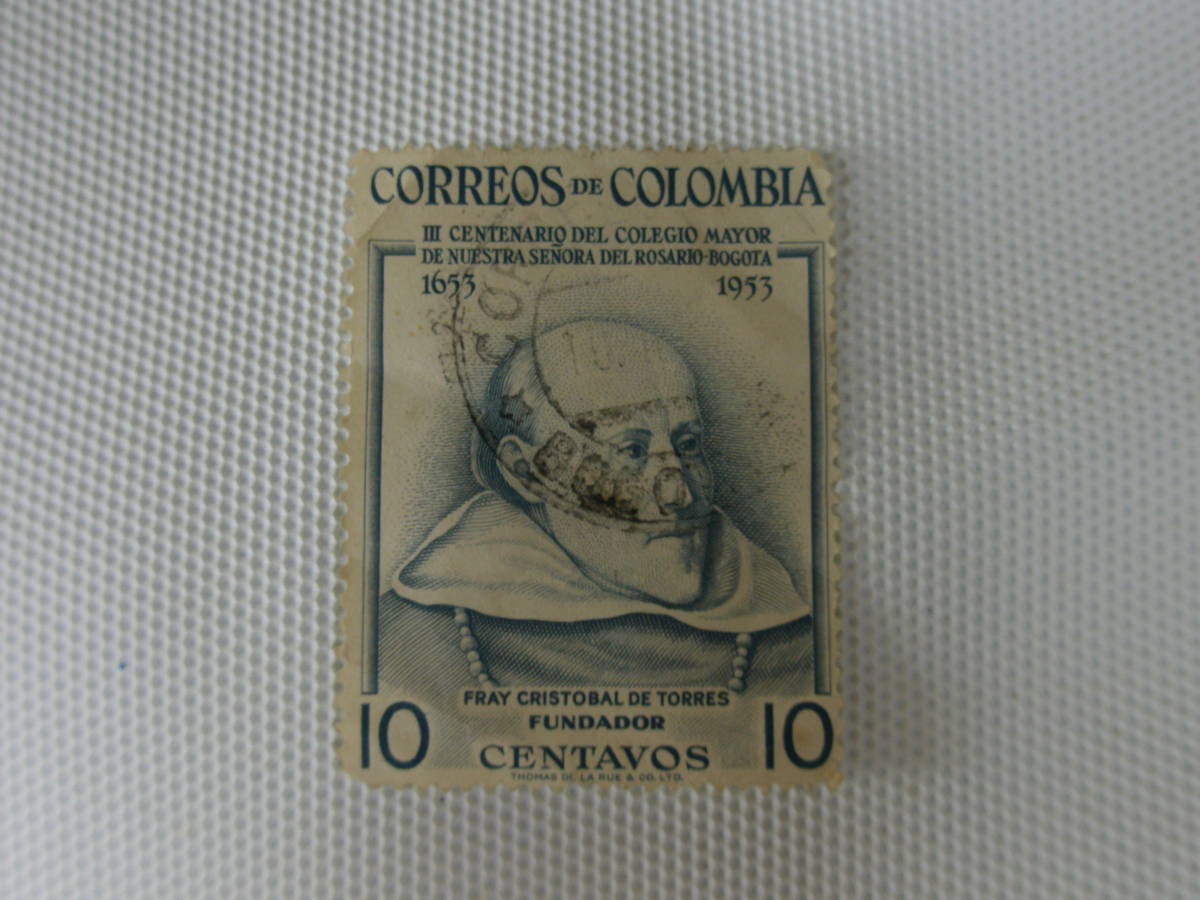 CORREOS DE COLOMBIA
III CENTENARIO DEL COLEGIO MAYOR
DE NUESTRA SEÑORA DEL ROSARIO-BOGOTA
1653 1953
FRAY CRISTOBAL DE TORRES
FUNDADOR
10 CENTAVOS 10
THOMAS DE LA RUE & CO. LTD.